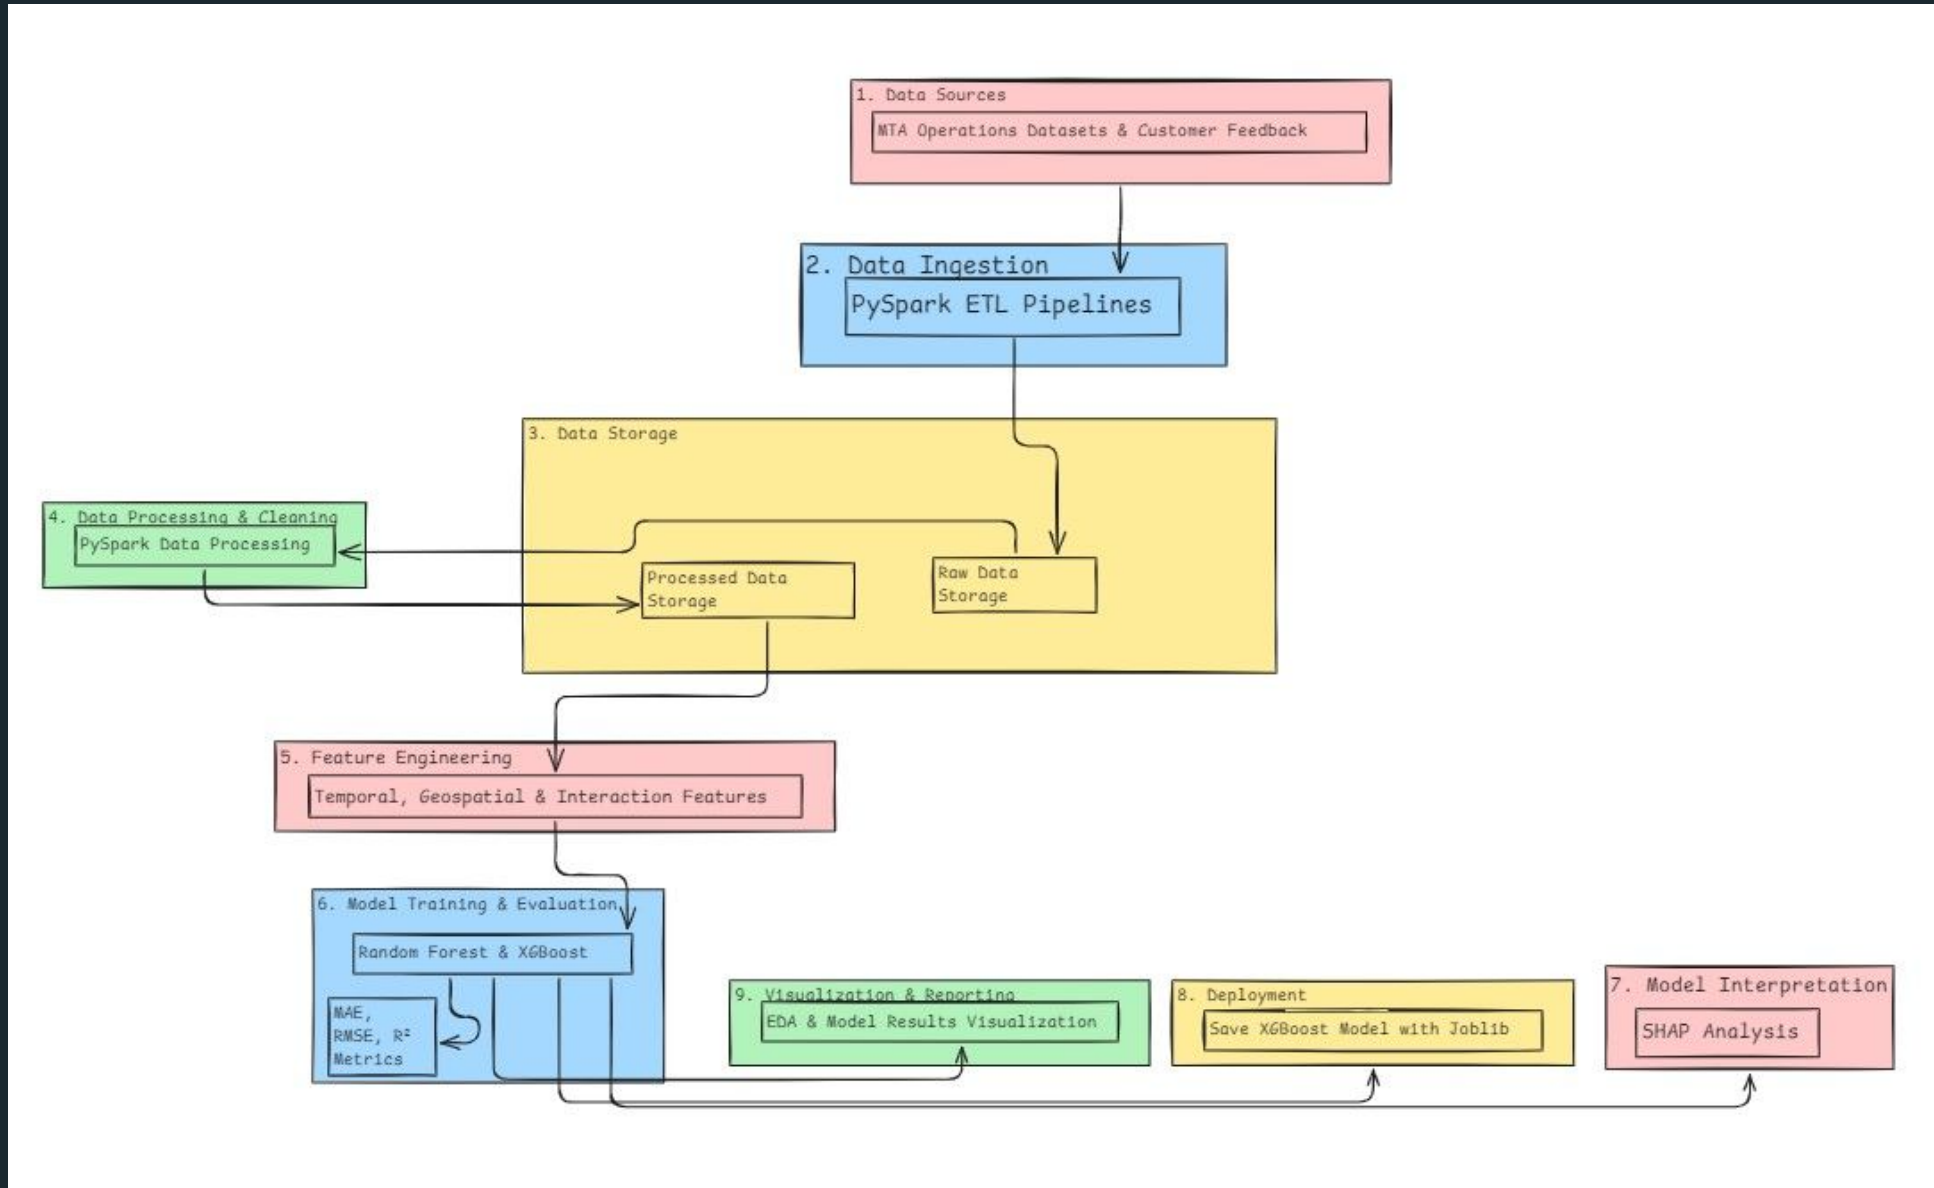 1. Data Sources
MTA Operations Datasets & Customer Feedback
2. Data Ingestion
PySpark ETL Pipelines
3. Data Storage
4. Data Processing & Cleaning
PySpark Data Processing
Processed Data
Storage
Raw Data
Storage
5. Feature Engineering
Temporal, Geospatial & Interaction Features
6. Model Training & Evaluation
Random Forest & XGBoost
MAE,
RMSE, R²
Metrics
9. Visualization & Reporting
EDA & Model Results Visualization
8. Deployment
Save XGBoost Model with Joblib
7. Model Interpretation
SHAP Analysis